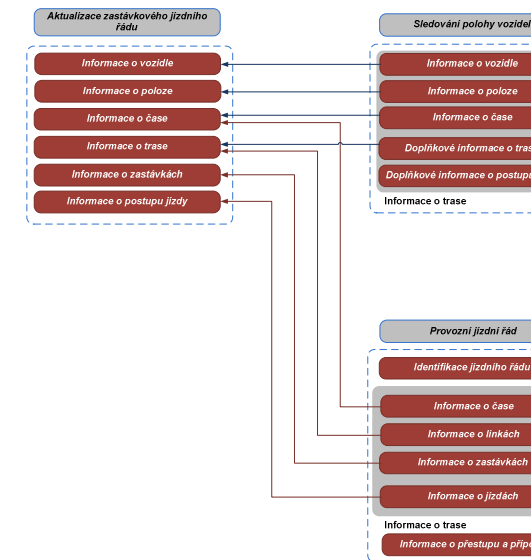 Aktualizace zastávkového jízdního
řádu
Informace o vozidle
Informace o poloze
Informace o čase
Informace o trase
Informace o zastávkách
Informace o postupu jízdy
Sledování polohy vozidel
Informace o vozidle
Informace o poloze
Informace o čase
Doplňkové informace o tras
Doplňkové informace o postupu
Informace o trase
Provozní jízdní řád
Identifikace jízdního řádu
Informace o čase
Informace o linkách
Informace o zastávkách
Informace o jízdách
Informace o trase
Informace o přestupu a přípo